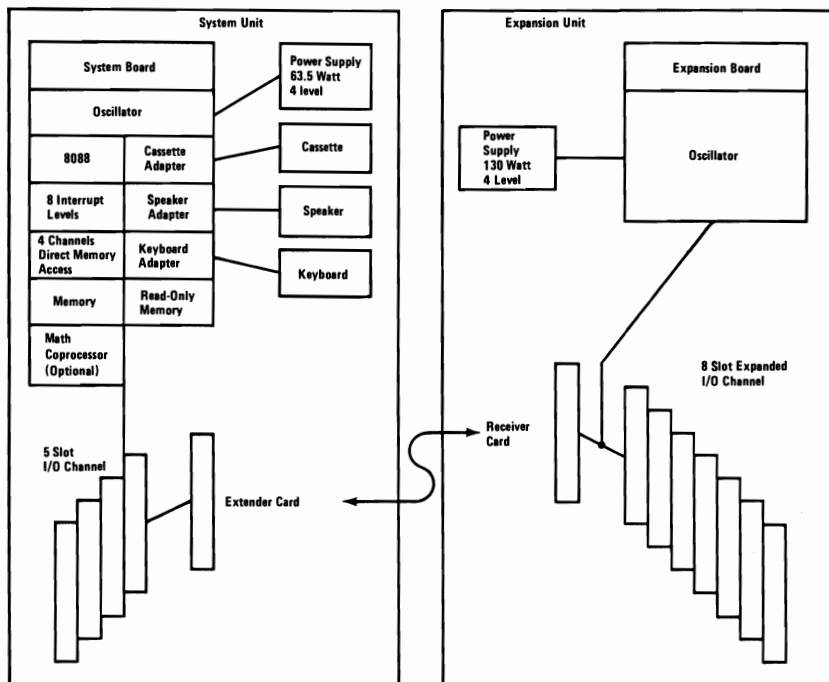 System Unit
System Board
Oscillator
8088
Cassette
Adapter
8 Interrupt
Levels
Speaker
Adapter
4 Channels
Direct Memory
Access
Keyboard
Adapter
Memory
Read-Only
Memory
Math
Coprocessor
(Optional)
Power Supply
63.5 Watt
4 level
Cassette
Speaker
Keyboard
5 Slot
I/O Channel
Extender Card
Expansion Unit
Expansion Board
Oscillator
Power
Supply
130 Watt
4 Level
8 Slot Expanded
I/O Channel
Receiver
Card